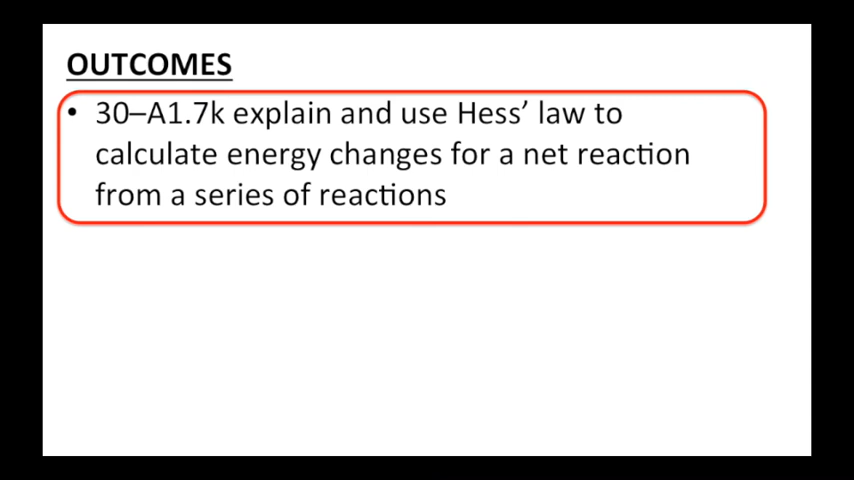 OUTCOMES
• 30–A1.7k explain and use Hess’ law to
calculate energy changes for a net reaction
from a series of reactions